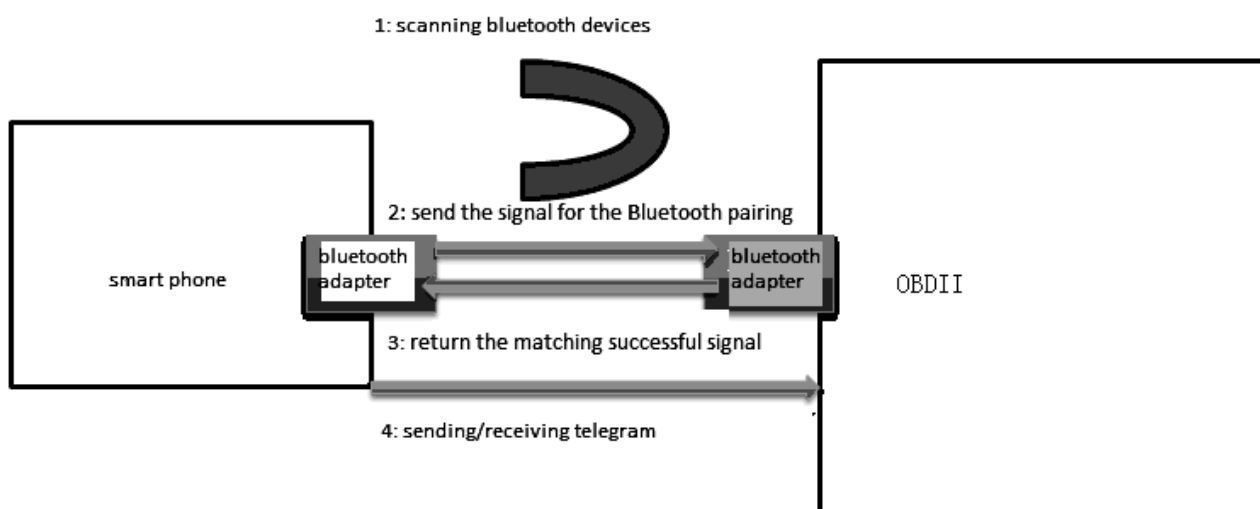 1: scanning bluetooth devices
2: send the signal for the Bluetooth pairing
smart phone
bluetooth
adapter
bluetooth
adapter
OBDII
3: return the matching successful signal
4: sending/receiving telegram